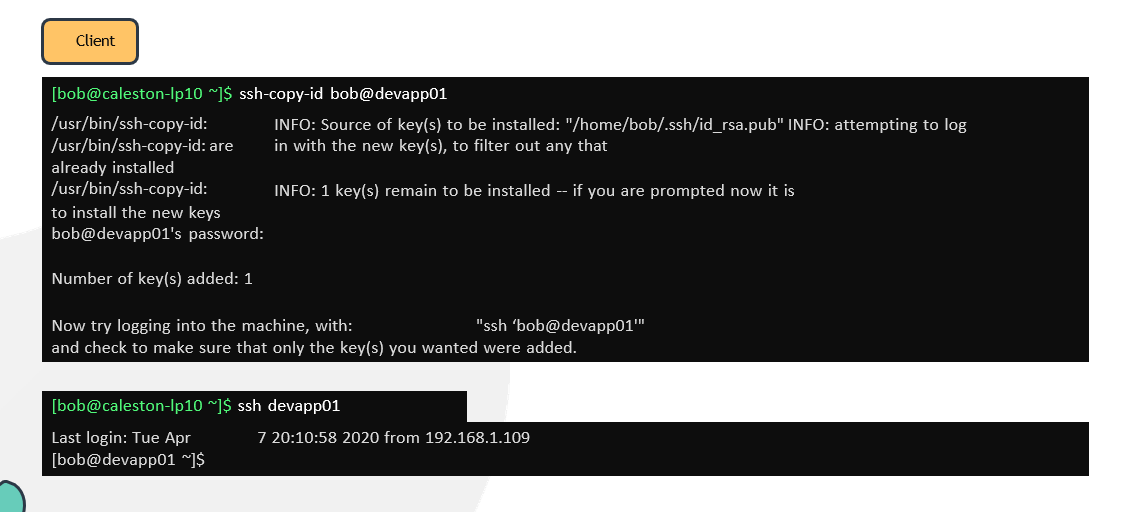 Client
[bob@caleston-lp10 ~]$ ssh-copy-id bob@devapp01
/usr/bin/ssh-copy-id: INFO: Source of key(s) to be installed: "/home/bob/.ssh/id_rsa.pub" INFO: attempting to log
/usr/bin/ssh-copy-id: are in with the new key(s), to filter out any that
already installed
/usr/bin/ssh-copy-id: INFO: 1 key(s) remain to be installed -- if you are prompted now it is
to install the new keys
bob@devapp01's password:
Number of key(s) added: 1
Now try logging into the machine, with: "ssh ‘bob@devapp01'"
and check to make sure that only the key(s) you wanted were added.
[bob@caleston-lp10 ~]$ ssh devapp01
Last login: Tue Apr 7 20:10:58 2020 from 192.168.1.109
[bob@devapp01 ~]$